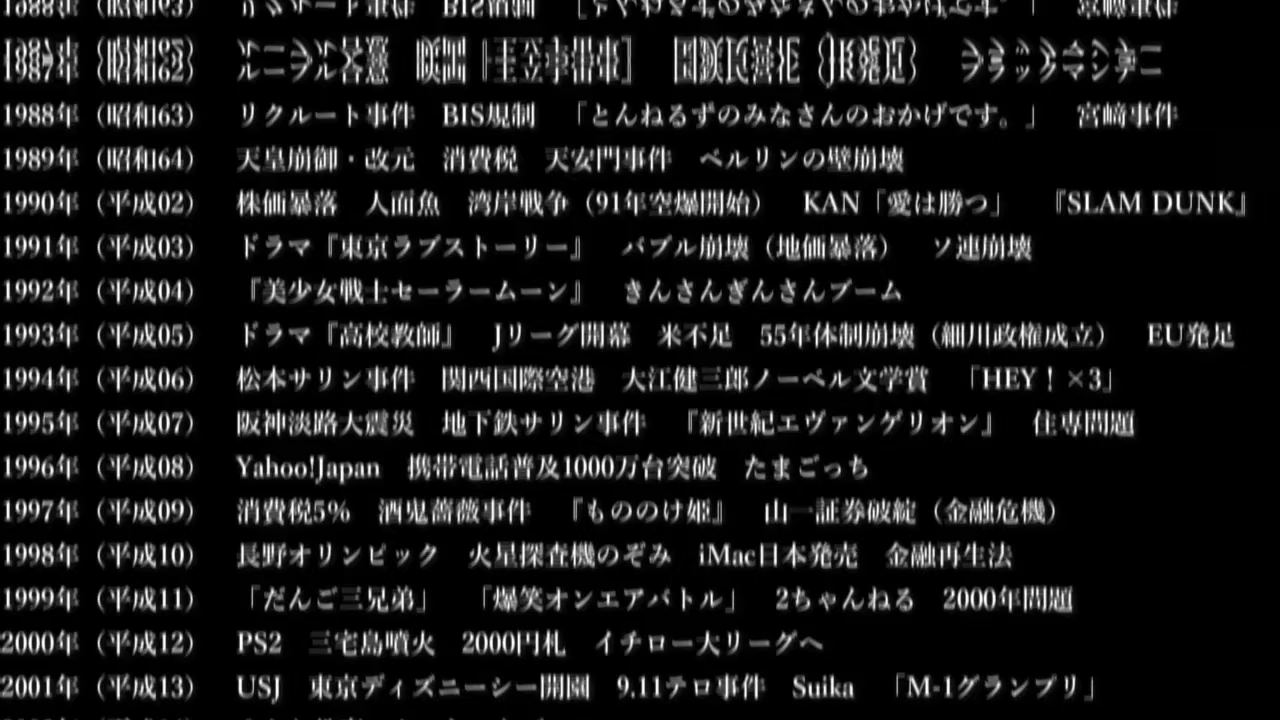 1987年（昭和62）
1988年（昭和63）　リクルート事件　BIS規制　「とんねるずのみなさんのおかげです。」　宮﨑事件
1989年（昭和64）　天皇崩御・改元　消費税　天安門事件　ベルリンの壁崩壊
1990年（平成02）　株価暴落　人面魚　湾岸戦争（91年空爆開始）　KAN「愛は勝つ」　『SLAM DUNK』
1991年（平成03）　ドラマ『東京ラブストーリー』　バブル崩壊（地価暴落）　ソ連崩壊
1992年（平成04）　『美少女戦士セーラームーン』　きんさんぎんさんブーム
1993年（平成05）　ドラマ『高校教師』　Jリーグ開幕　米不足　55年体制崩壊（細川政権成立）　EU発足
1994年（平成06）　松本サリン事件　関西国際空港　大江健三郎ノーベル文学賞　「HEY！×3」
1995年（平成07）　阪神淡路大震災　地下鉄サリン事件　『新世紀エヴァンゲリオン』　住専問題
1996年（平成08）　Yahoo!Japan　携帯電話普及1000万台突破　たまごっち
1997年（平成09）　消費税5%　酒鬼薔薇事件　『もののけ姫』　山一証券破綻（金融危機）
1998年（平成10）　長野オリンピック　火星探査機のぞみ　iMac日本発売　金融再生法
1999年（平成11）　「だんご三兄弟」　「爆笑オンエアバトル」　2ちゃんねる　2000年問題
2000年（平成12）　PS2　三宅島噴火　2000円札　イチロー大リーグへ
2001年（平成13）　USJ　東京ディズニーシー開園　9.11テロ事件　Suika　「M-1グランプリ」